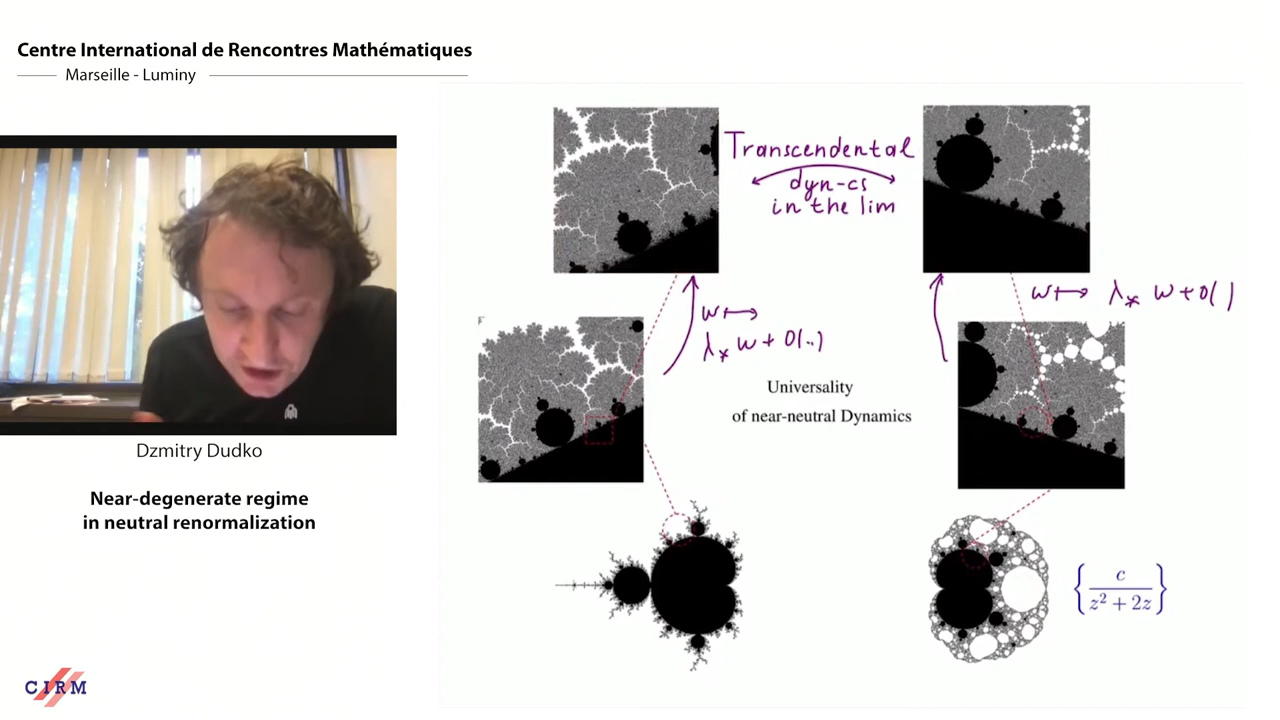 Centre International de Rencontres Mathématiques
Marseille - Luminy
Dzmitry Dudko
Near-degenerate regime
in neutral renormalization
CIRM
Transcendental
dyn-cs
in the lim
w ↦
λ* w + O(..)
w ↦ λ* w + O( )
Universality
of near-neutral Dynamics
{ c / z² + 2z }